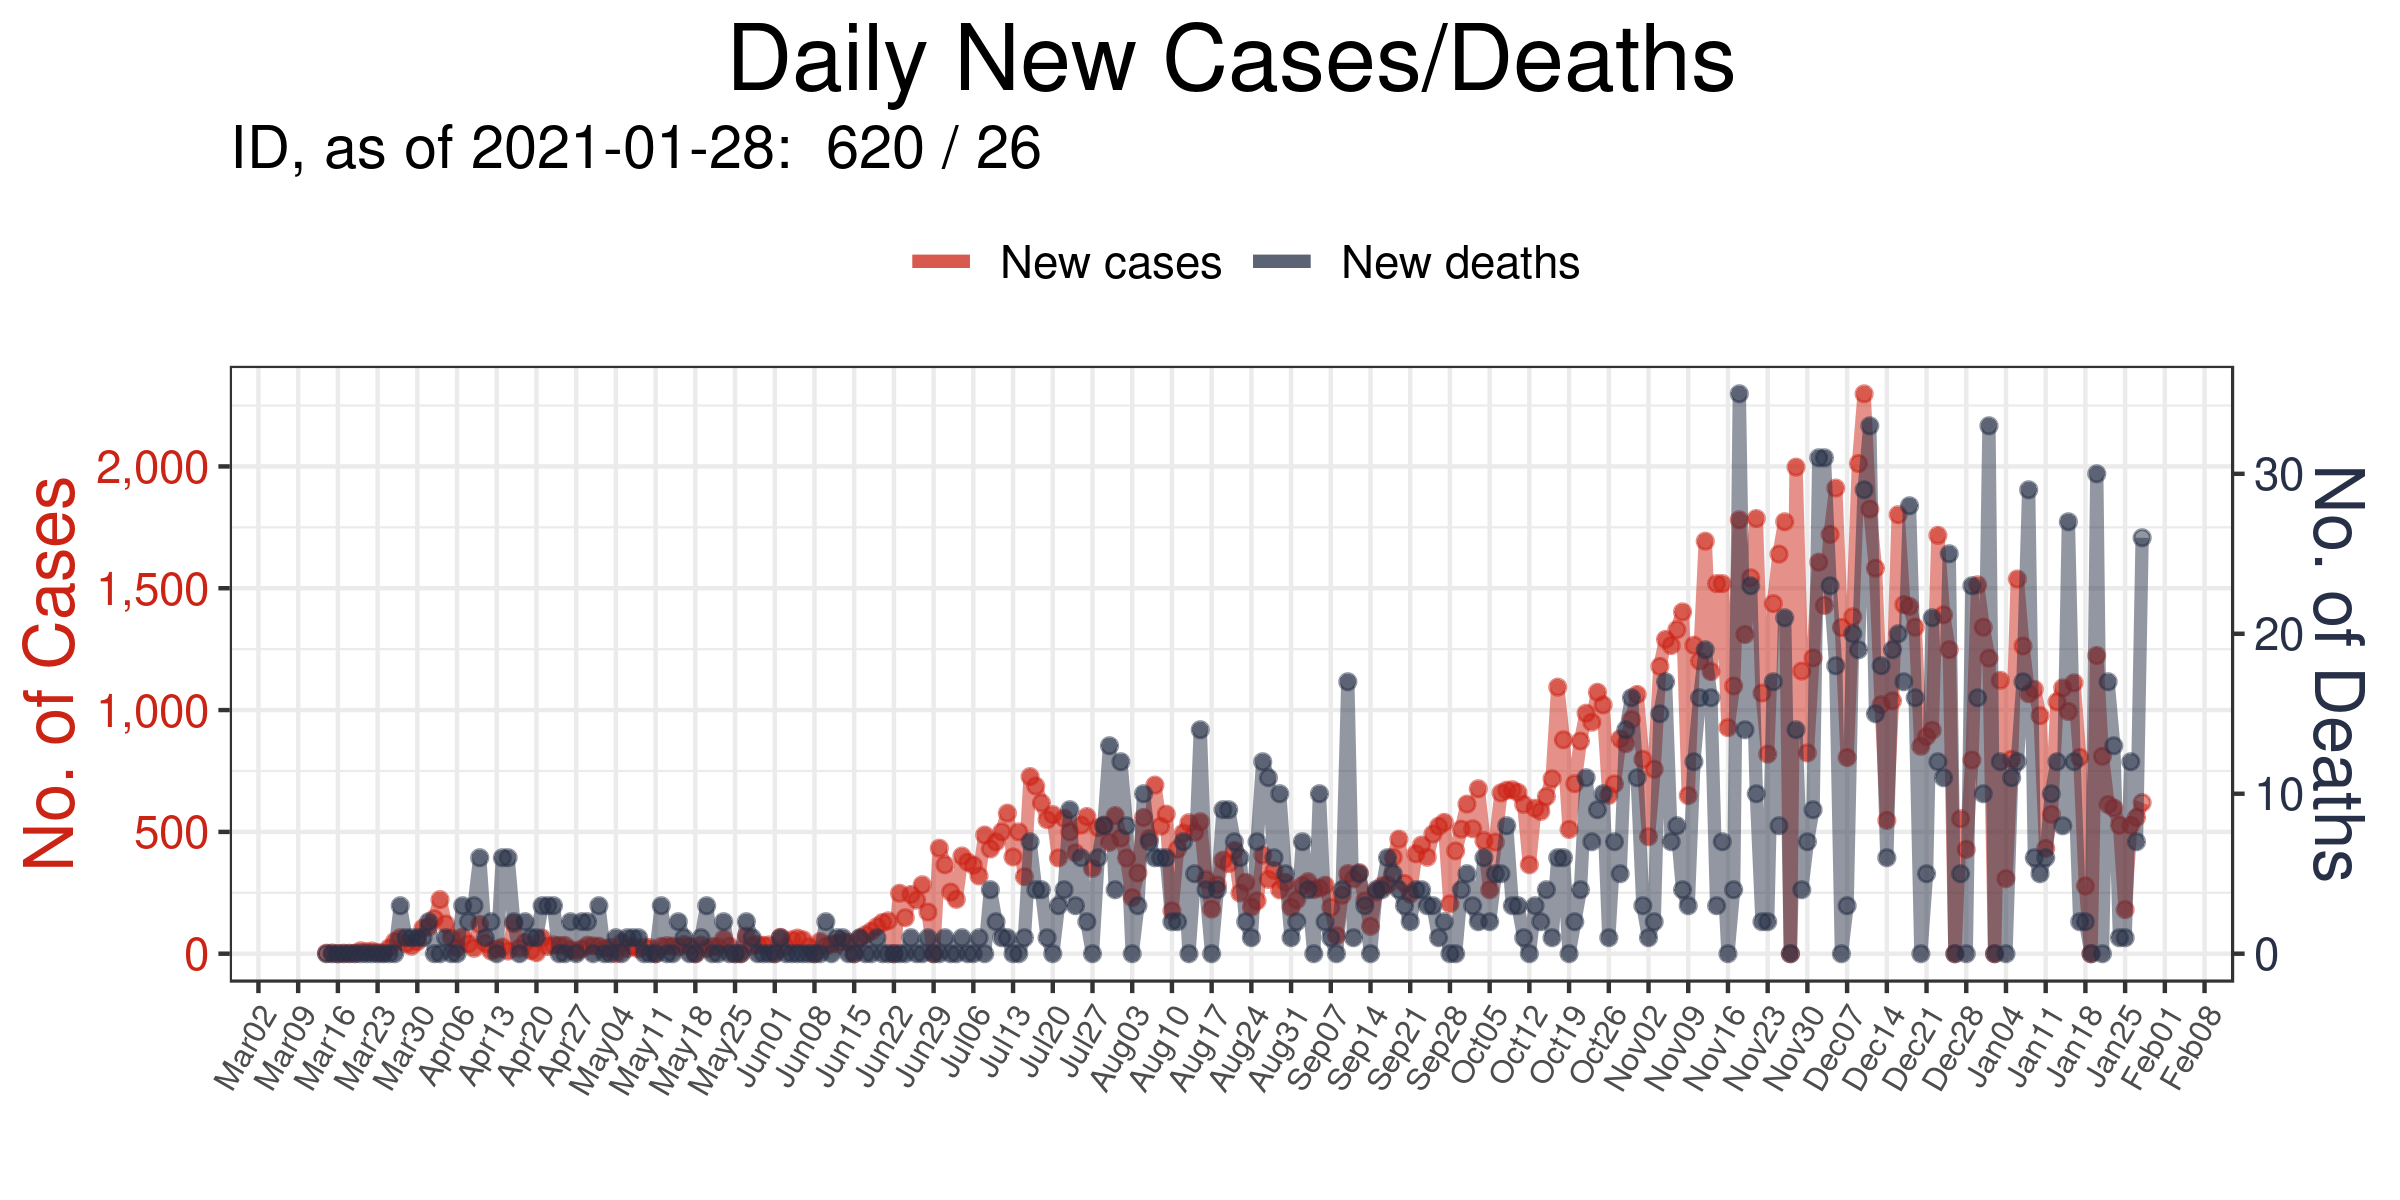 Daily New Cases/Deaths
ID, as of 2021-01-28:  620 / 26
New cases
New deaths
No. of Cases
2,000
1,500
1,000
500
0
30
20
10
0
No. of Deaths
Mar02
Mar09
Mar16
Mar23
Mar30
Apr06
Apr13
Apr20
Apr27
May04
May11
May18
May25
Jun01
Jun08
Jun15
Jun22
Jun29
Jul06
Jul13
Jul20
Jul27
Aug03
Aug10
Aug17
Aug24
Aug31
Sep07
Sep14
Sep21
Sep28
Oct05
Oct12
Oct19
Oct26
Nov02
Nov09
Nov16
Nov23
Nov30
Dec07
Dec14
Dec21
Dec28
Dec04
Jan11
Jan18
Jan25
Feb01
Feb08